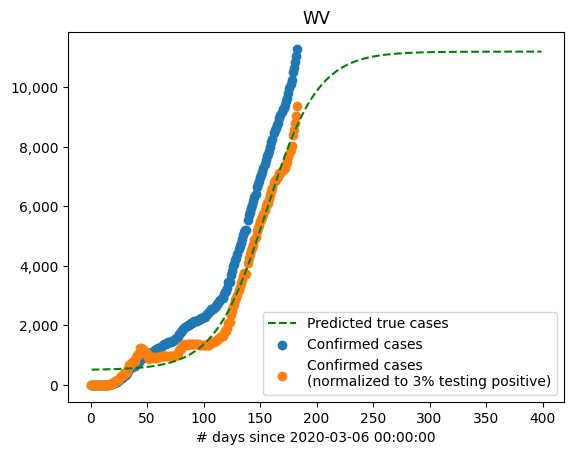 WV
10,000
8,000
6,000
4,000
2,000
0
Predicted true cases
Confirmed cases
Confirmed cases
(normalized to 3% testing positive)
0 50 100 150 200 250 300 350 400
# days since 2020-03-06 00:00:00